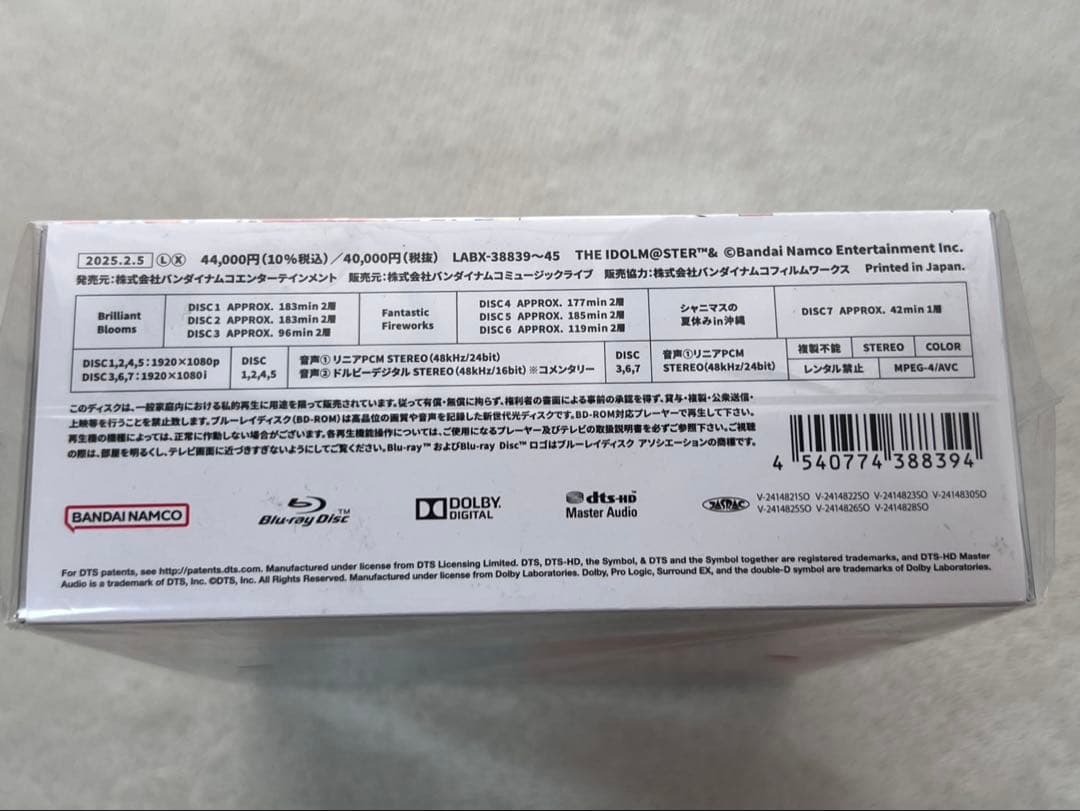 2025.2.5 Ⓛ Ⓧ 44,000円(10%税込)/40,000円(税抜) LABX-38839～45 THE IDOLM@STER™& ©Bandai Namco Entertainment Inc.
発売元:株式会社バンダイナムコエンターテインメント 販売元:株式会社バンダイナムコミュージックライブ 販売協力:株式会社バンダイナムコフィルムワークス Printed in Japan.
Brilliant
Blooms
DISC1 APPROX. 183min 2層
DISC2 APPROX. 183min 2層
DISC3 APPROX. 96min 2層
Fantastic
Fireworks
DISC4 APPROX. 177min 2層
DISC5 APPROX. 185min 2層
DISC6 APPROX. 119min 2層
シャニマスの
夏休みin沖縄
DISC7 APPROX. 42min 1層
DISC1,2,4,5:1920×1080p
DISC3,6,7:1920×1080i
DISC
1,2,4,5
音声① リニアPCM STEREO(48kHz/24bit)
音声② ドルビーデジタル STEREO(48kHz/16bit) ※コメンタリー
DISC
3,6,7
音声①リニアPCM
STEREO(48kHz/24bit)
複製不能 STEREO COLOR
レンタル禁止 MPEG-4/AVC
このディスクは、一般家庭内における私的再生に用途を限って販売されています。従って有償・無償に拘らず、権利者の書面による事前の承認を得ず、貸与・複製・公衆送信・
上映等を行うことを禁止します。ブルーレイディスク(BD-ROM)は高品位の画質や音声を記録した新世代光ディスクです。BD-ROM対応プレーヤーで再生して下さい。
再生機の機種によっては、正常に作動しない場合がございます。各再生機能操作については、ご使用になるプレーヤー及びテレビの取扱説明書を必ずご参照下さい。ご視聴
の際は、部屋を明るくし、テレビ画面に近づきすぎないようにしてご覧ください。Blu-ray™ およびBlu-ray Disc™ ロゴはブルーレイディスク アソシエーションの商標です。
4 540774 388394
BANDAI NAMCO
Blu-ray Disc™
DOLBY
DIGITAL
dts-HD
Master Audio
JASRAC
V-2414821SO V-2414822SO V-2414823SO V-2414830SO
V-2414825SO V-2414826SO V-2414828SO
For DTS patents, see http://patents.dts.com. Manufactured under license from DTS Licensing Limited. DTS, DTS-HD, the Symbol, & DTS and the Symbol together are registered trademarks, and DTS-HD Master
Audio is a trademark of DTS, Inc. ©DTS, Inc. All Rights Reserved. Manufactured under license from Dolby Laboratories. Dolby, Pro Logic, Surround EX, and the double-D symbol are trademarks of Dolby Laboratories.